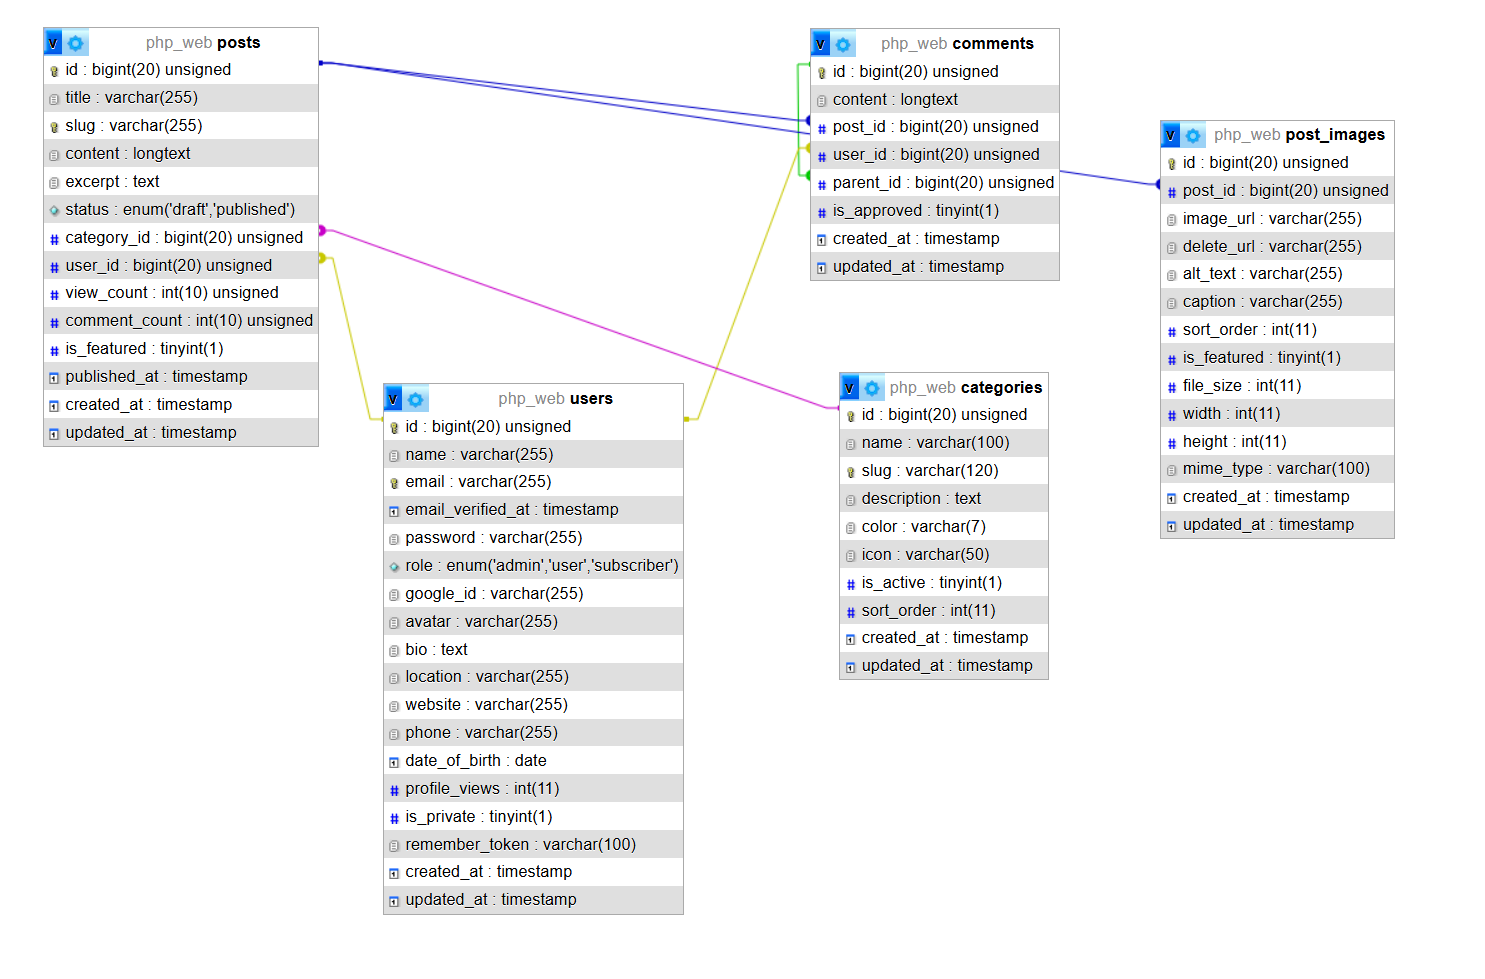 V php_web posts
id : bigint(20) unsigned
title : varchar(255)
slug : varchar(255)
content : longtext
excerpt : text
status : enum('draft','published')
# category_id : bigint(20) unsigned
# user_id : bigint(20) unsigned
# view_count : int(10) unsigned
# comment_count : int(10) unsigned
# is_featured : tinyint(1)
published_at : timestamp
created_at : timestamp
updated_at : timestamp
V php_web users
id : bigint(20) unsigned
name : varchar(255)
email : varchar(255)
email_verified_at : timestamp
password : varchar(255)
role : enum('admin','user','subscriber')
google_id : varchar(255)
avatar : varchar(255)
bio : text
location : varchar(255)
website : varchar(255)
phone : varchar(255)
date_of_birth : date
# profile_views : int(11)
# is_private : tinyint(1)
remember_token : varchar(100)
created_at : timestamp
updated_at : timestamp
V php_web comments
id : bigint(20) unsigned
content : longtext
# post_id : bigint(20) unsigned
# user_id : bigint(20) unsigned
# parent_id : bigint(20) unsigned
# is_approved : tinyint(1)
created_at : timestamp
updated_at : timestamp
V php_web categories
id : bigint(20) unsigned
name : varchar(100)
slug : varchar(120)
description : text
color : varchar(7)
icon : varchar(50)
# is_active : tinyint(1)
# sort_order : int(11)
created_at : timestamp
updated_at : timestamp
V php_web post_images
id : bigint(20) unsigned
# post_id : bigint(20) unsigned
image_url : varchar(255)
delete_url : varchar(255)
alt_text : varchar(255)
caption : varchar(255)
# sort_order : int(11)
# is_featured : tinyint(1)
# file_size : int(11)
# width : int(11)
# height : int(11)
mime_type : varchar(100)
created_at : timestamp
updated_at : timestamp